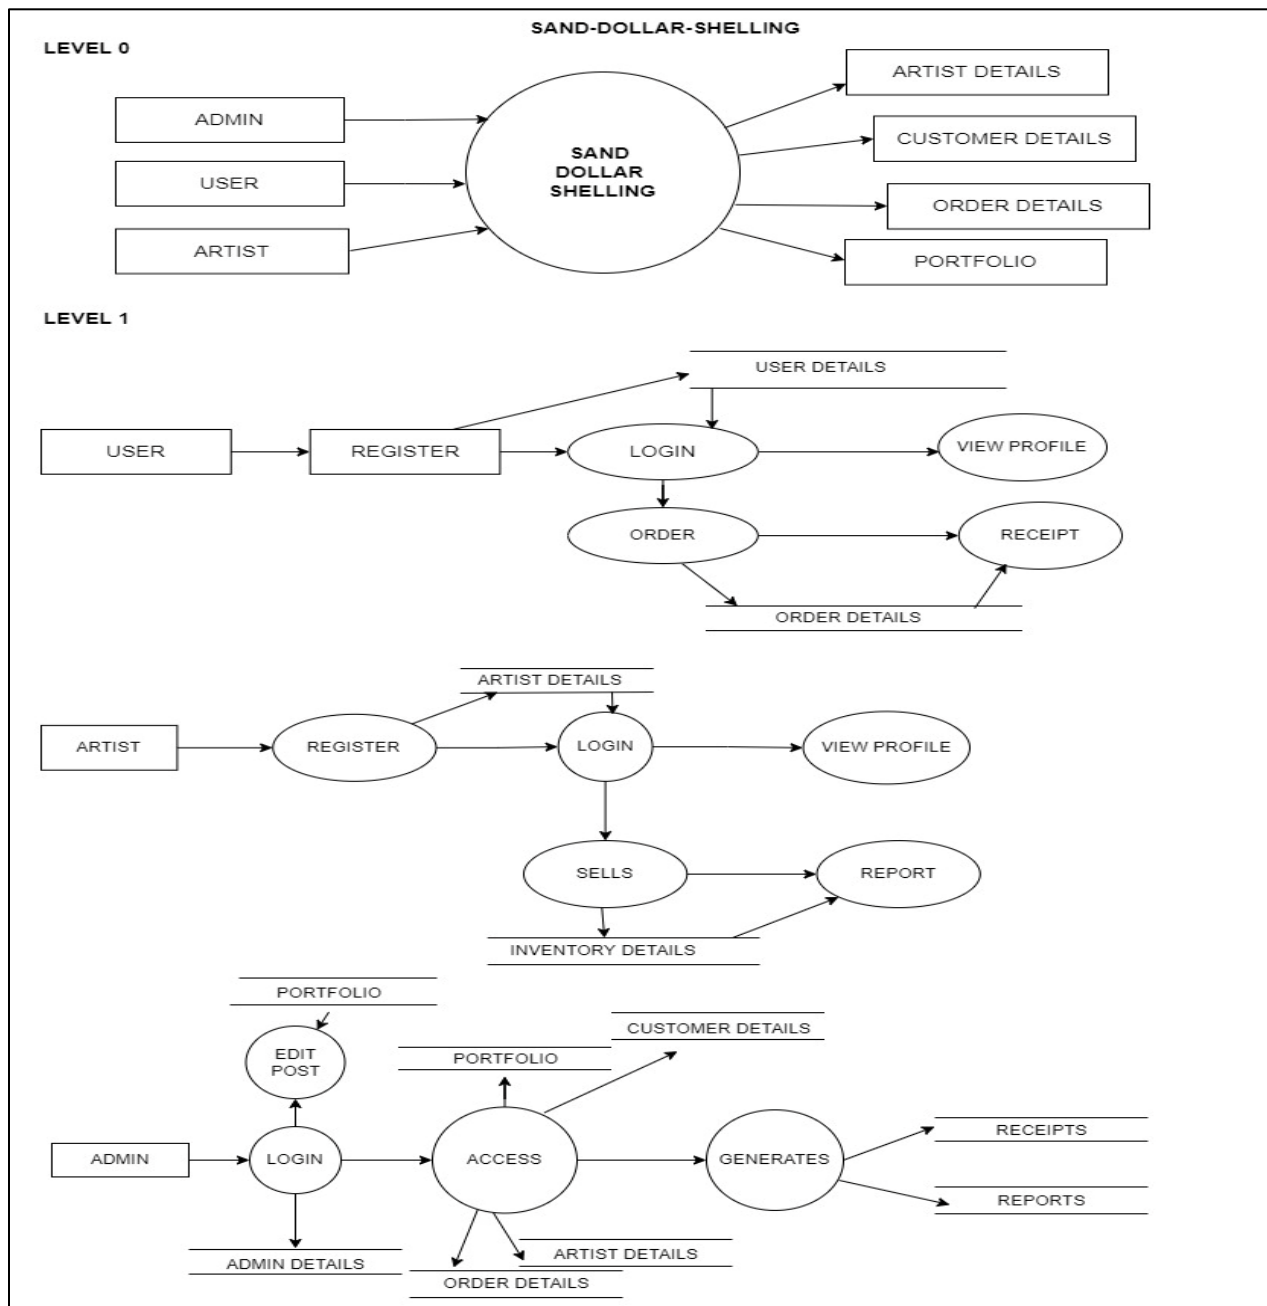 SAND-DOLLAR-SHELLING
LEVEL 0
ADMIN
USER
ARTIST
SAND
DOLLAR
SHELLING
ARTIST DETAILS
CUSTOMER DETAILS
ORDER DETAILS
PORTFOLIO
LEVEL 1
USER DETAILS
USER
REGISTER
LOGIN
VIEW PROFILE
ORDER
RECEIPT
ORDER DETAILS
ARTIST DETAILS
ARTIST
REGISTER
LOGIN
VIEW PROFILE
SELLS
REPORT
INVENTORY DETAILS
PORTFOLIO
EDIT
POST
PORTFOLIO
CUSTOMER DETAILS
ADMIN
LOGIN
ACCESS
GENERATES
RECEIPTS
REPORTS
ADMIN DETAILS
ARTIST DETAILS
ORDER DETAILS